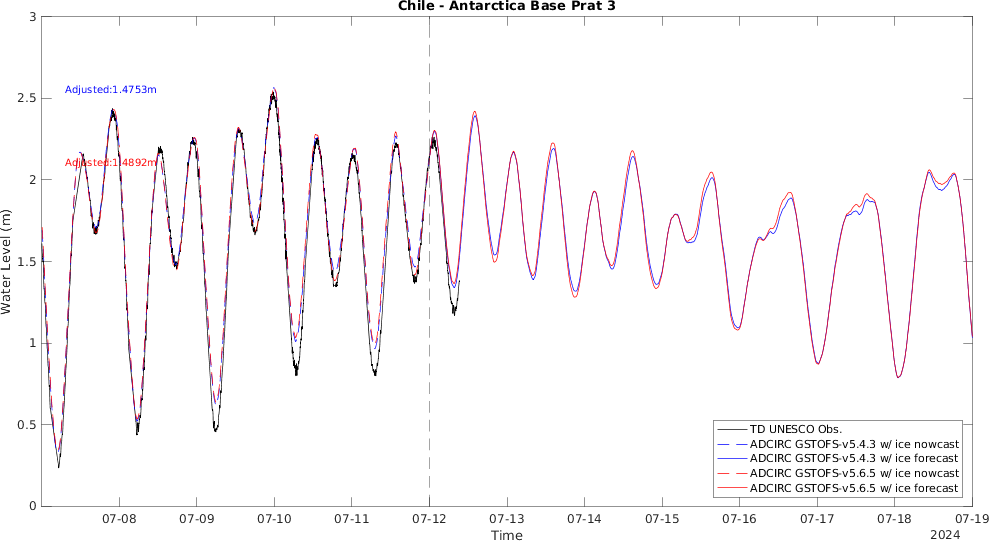 Chile - Antarctica Base Prat 3
3
2.5
2
1.5
1
0.5
0
Water Level (m)
Adjusted:1.4753m
Adjusted:1.4892m
TD UNESCO Obs.
ADCIRC GSTOFS-v5.4.3 w/ ice nowcast
ADCIRC GSTOFS-v5.4.3 w/ ice forecast
ADCIRC GSTOFS-v5.6.5 w/ ice nowcast
ADCIRC GSTOFS-v5.6.5 w/ ice forecast
07-08 07-09 07-10 07-11 07-12 07-13 07-14 07-15 07-16 07-17 07-18 07-19
Time
2024